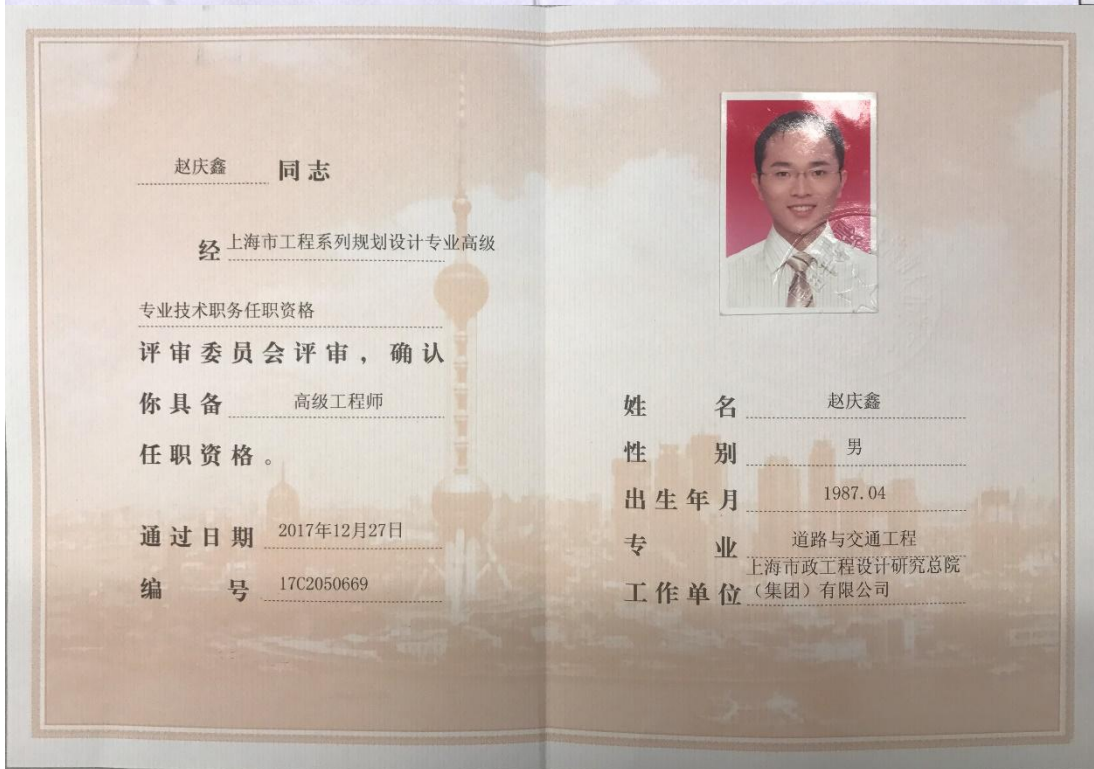 赵庆鑫 同志
经 上海市工程系列规划设计专业高级
专业技术职务任职资格
评审委员会评审，确认
你具备 高级工程师
任职资格。
通过日期 2017年12月27日
编号 17C2050669
姓名 赵庆鑫
性别 男
出生年月 1987.04
专业 道路与交通工程
上海市政工程设计研究总院
工作单位 （集团）有限公司